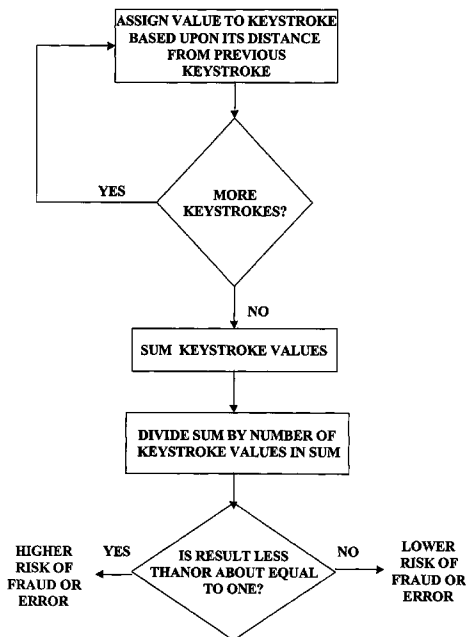 ASSIGN VALUE TO KEYSTROKE
BASED UPON ITS DISTANCE
FROM PREVIOUS
KEYSTROKE
YES
MORE
KEYSTROKES?
NO
SUM KEYSTROKE VALUES
DIVIDE SUM BY NUMBER OF
KEYSTROKE VALUES IN SUM
HIGHER
RISK OF
FRAUD OR
ERROR
YES
IS RESULT LESS
THANOR ABOUT EQUAL
TO ONE?
NO
LOWER
RISK OF
FRAUD OR
ERROR